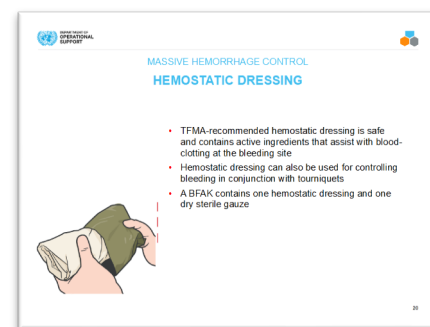 DEPARTMENT OF
OPERATIONAL
SUPPORT
MASSIVE HEMORRHAGE CONTROL
HEMOSTATIC DRESSING
• TFMA-recommended hemostatic dressing is safe
and contains active ingredients that assist with blood-
clotting at the bleeding site
• Hemostatic dressing can also be used for controlling
bleeding in conjunction with tourniquets
• A BFAK contains one hemostatic dressing and one
dry sterile gauze